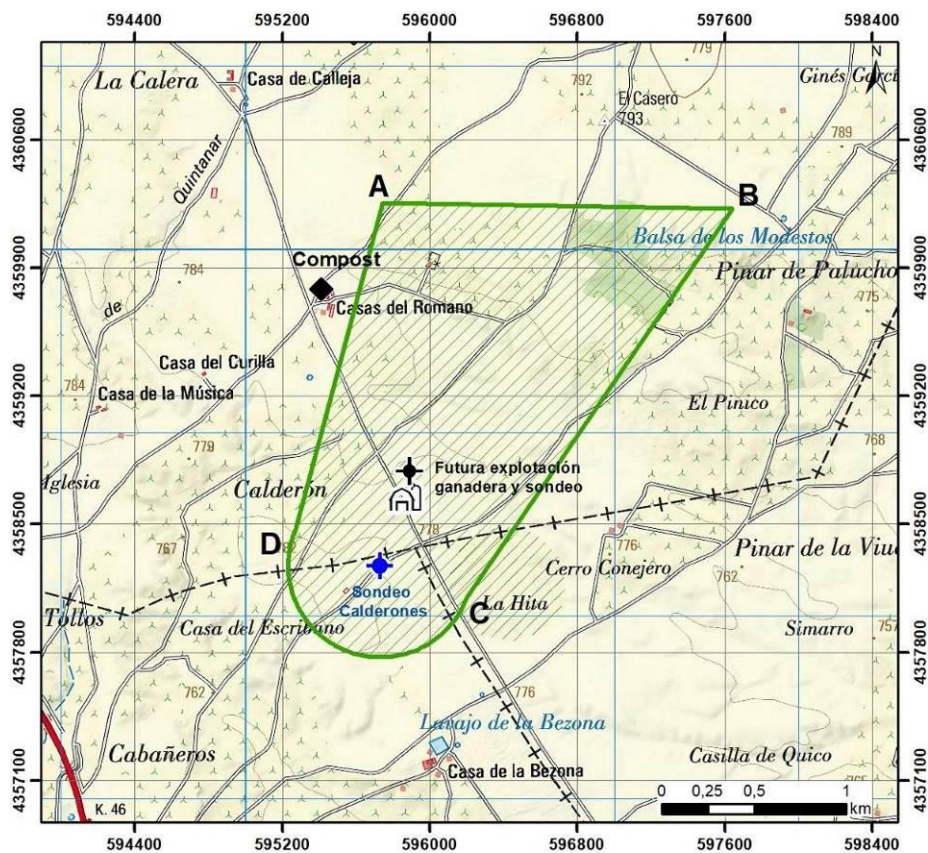 594400 595200 596000 596800 597600 598400
La Calera
Casa de Calleja
792
779
Ginés Garcí
N
El Caseró
793
789
4360600
4360600
Quintanar
de
A
B
Balsa de los Modestos
784
Compost
4359900
4359900
Pinar de Palucho
775
Casas del Romano
Casa del Curilla
784
Casa de la Música
4359200
4359200
El Pinico
779
768
Iglesia
Calderón
Futura explotación
ganadera y sondeo
4358500
4358500
778
D
767
776
Pinar de la Viu
Cerro Conejero
762
Sondeo
Calderones
Tollos
Casa del Escribano
C
La Hita
Simarro
757
4357800
4357800
762
776
Lavajo de la Bezona
Cabañeros
Casilla de Quico
Casa de la Bezona
4357100
4357100
0 0,25 0,5 1
km
K. 46
594400 595200 596000 596800 597600 598400